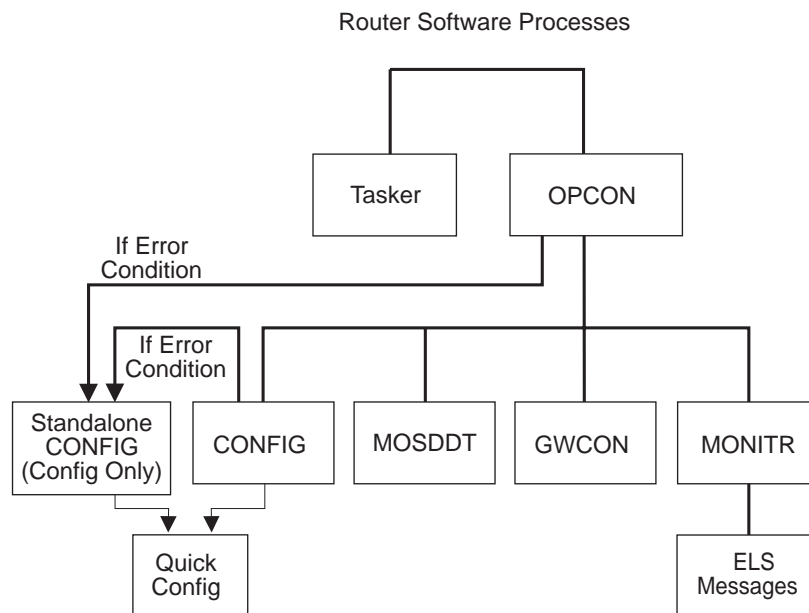 Router Software Processes
Tasker
OPCON
If Error
Condition
If Error
Condition
Standalone
CONFIG
(Config Only)
CONFIG
MOSDDT
GWCON
MONITR
Quick
Config
ELS
Messages